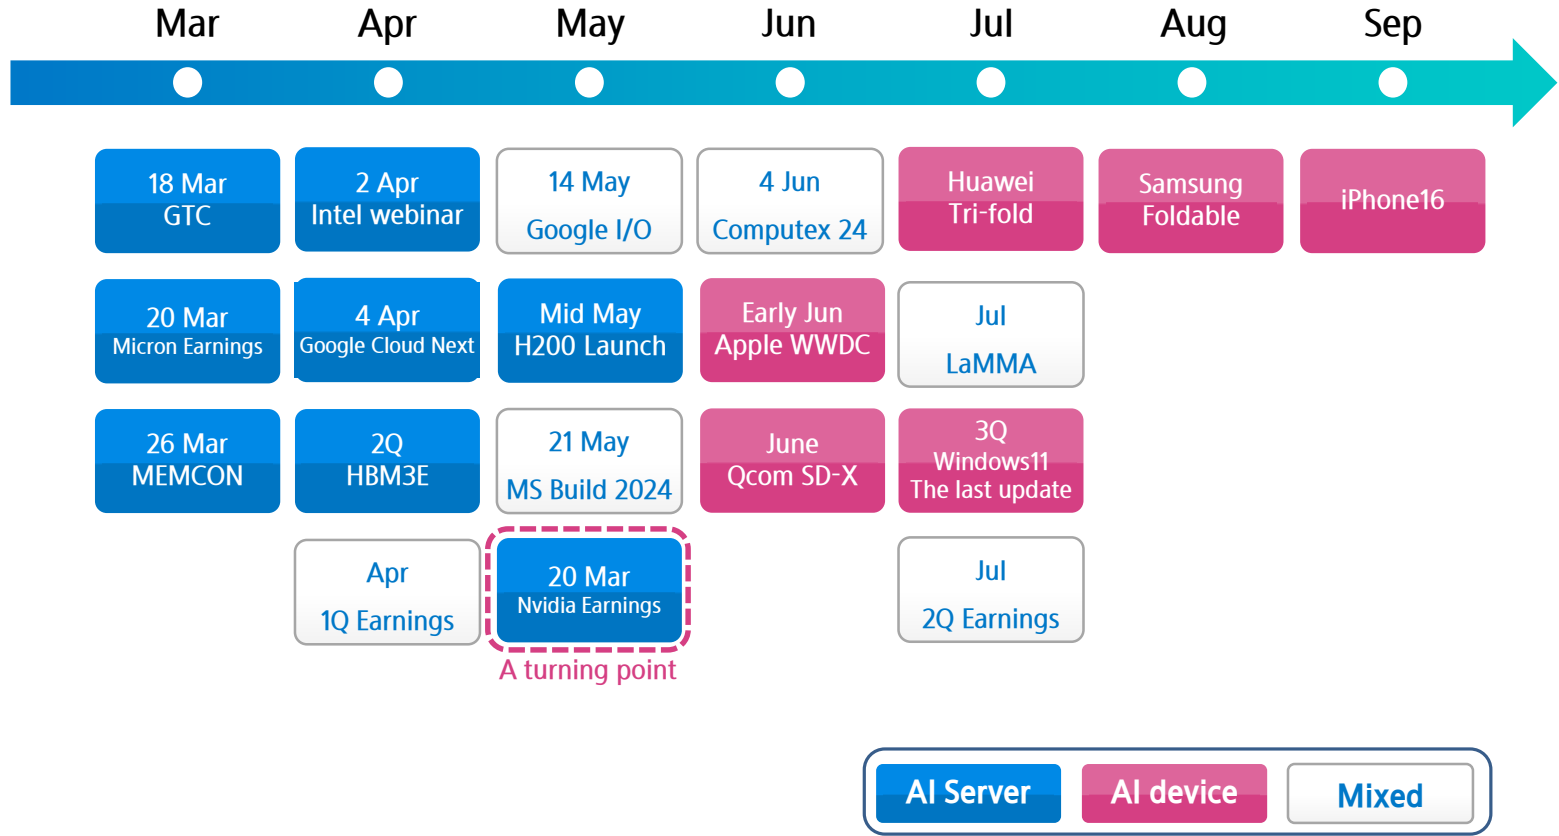 Mar
Apr
May
Jun
Jul
Aug
Sep
18 Mar
GTC
2 Apr
Intel webinar
14 May
Google I/O
4 Jun
Computex 24
Huawei
Tri-fold
Samsung
Foldable
iPhone16
20 Mar
Micron Earnings
4 Apr
Google Cloud Next
Mid May
H200 Launch
Early Jun
Apple WWDC
Jul
LaMMA
26 Mar
MEMCON
2Q
HBM3E
21 May
MS Build 2024
June
Qcom SD-X
3Q
Windows11
The last update
Apr
1Q Earnings
20 Mar
Nvidia Earnings
Jul
2Q Earnings
A turning point
AI Server
AI device
Mixed